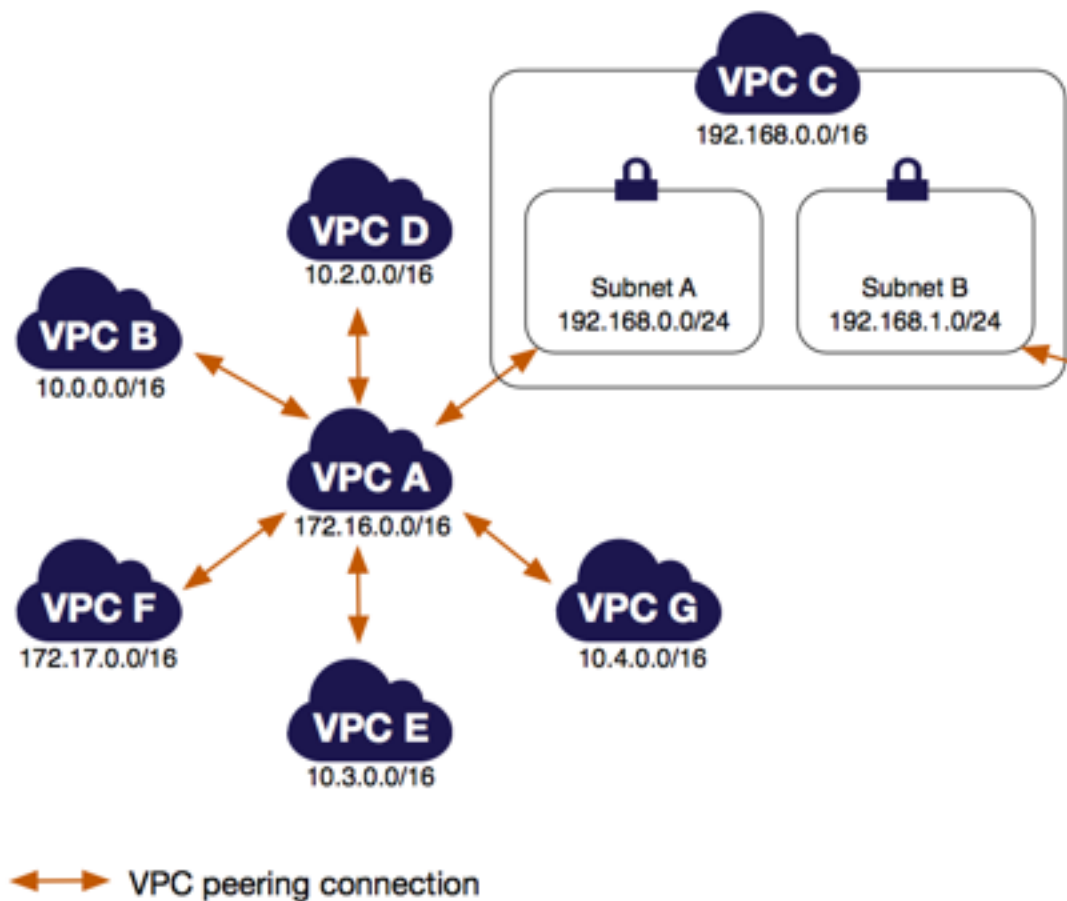 VPC C
192.168.0.0/16
VPC D
10.2.0.0/16
Subnet A
192.168.0.0/24
Subnet B
192.168.1.0/24
VPC B
10.0.0.0/16
VPC A
172.16.0.0/16
VPC F
172.17.0.0/16
VPC G
10.4.0.0/16
VPC E
10.3.0.0/16
VPC peering connection